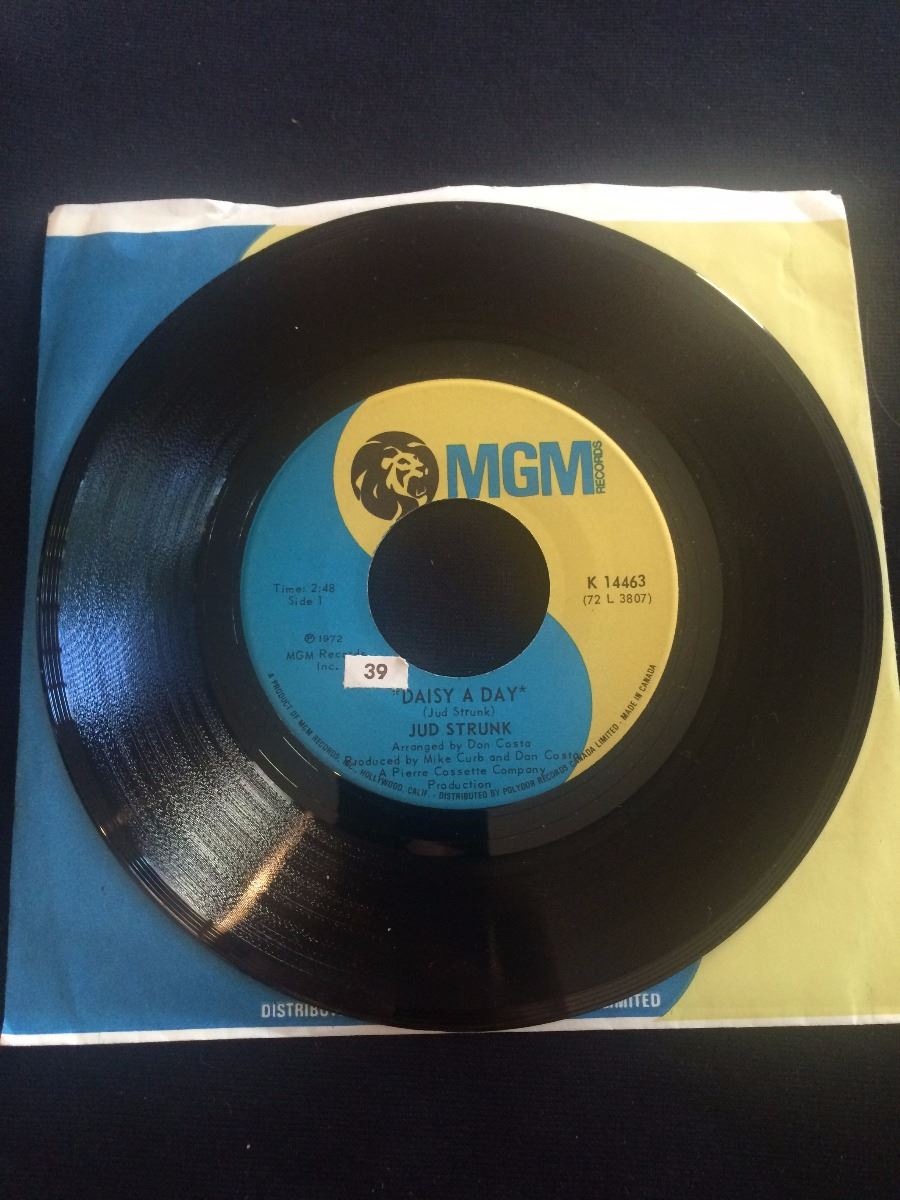 MGM
RECORDS
K 14463
(72 L 3807)
Time: 2:48
Side 1
℗ 1972
MGM Records
Inc.
39
"DAISY A DAY"
(Jud Strunk)
JUD STRUNK
Arranged by Don Costa
Produced by Mike Curb and Don Costa
A Pierre Cossette Company
Production
A PRODUCT OF MGM RECORDS, INC., HOLLYWOOD, CALIF. - DISTRIBUTED BY POLYDOR RECORDS CANADA LIMITED - MADE IN CANADA